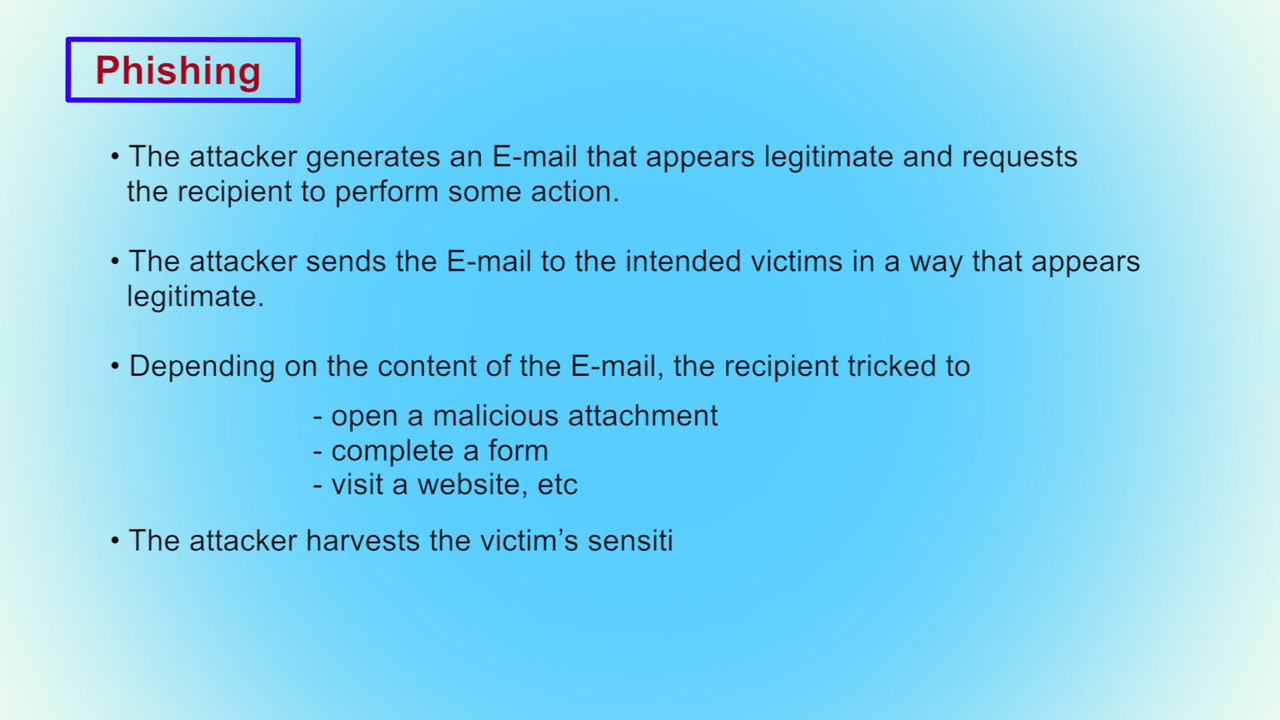 Phishing
• The attacker generates an E-mail that appears legitimate and requests
the recipient to perform some action.
• The attacker sends the E-mail to the intended victims in a way that appears
legitimate.
• Depending on the content of the E-mail, the recipient tricked to
- open a malicious attachment
- complete a form
- visit a website, etc
• The attacker harvests the victim’s sensiti